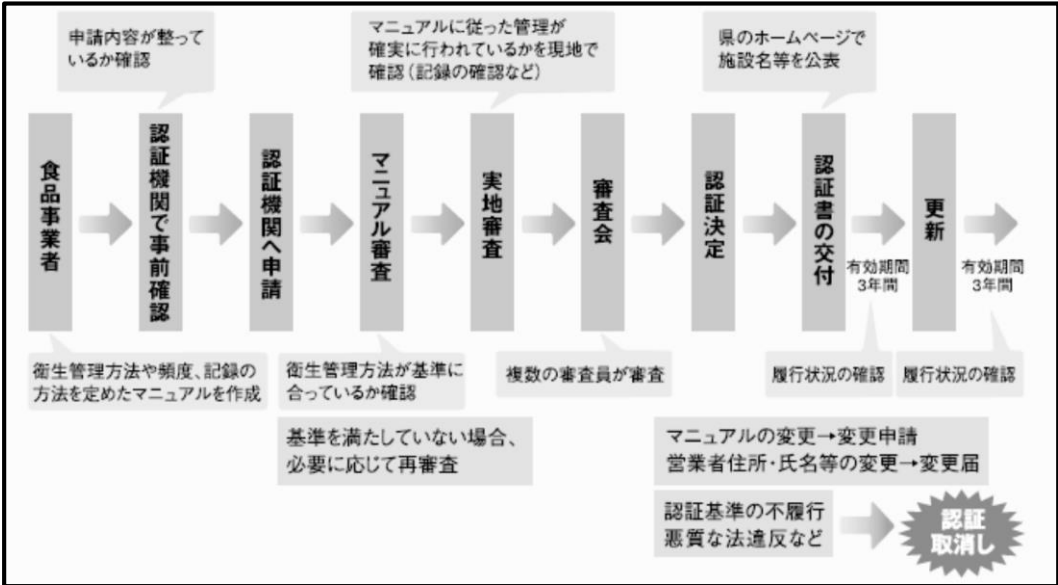 申請内容が整って
いるか確認
マニュアルに従った管理が
確実に行われているかを現地で
確認（記録の確認など）
県のホームページで
施設名等を公表
食品事業者
認証機関で事前確認
認証機関へ申請
マニュアル審査
実地審査
審査会
認証決定
認証書の交付
有効期間
3年間
更新
有効期間
3年間
衛生管理方法や頻度、記録の
方法を定めたマニュアルを作成
衛生管理方法が基準に
合っているか確認
複数の審査員が審査
履行状況の確認
履行状況の確認
基準を満たしていない場合、
必要に応じて再審査
マニュアルの変更→変更申請
営業者住所・氏名等の変更→変更届
認証基準の不履行
悪質な法違反など
認証
取消し